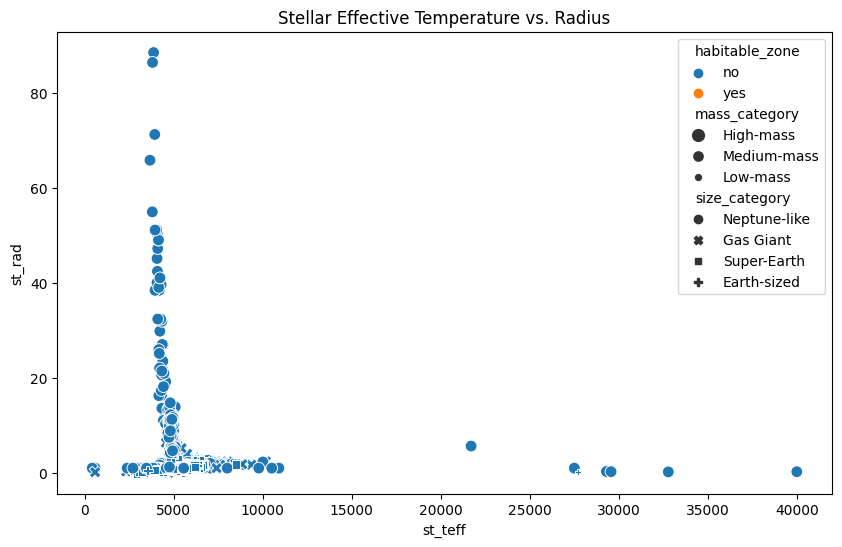 Stellar Effective Temperature vs. Radius
st_rad
80
60
40
20
0
0
5000
10000
15000
20000
25000
30000
35000
40000
st_teff
habitable_zone
no
yes
mass_category
High-mass
Medium-mass
Low-mass
size_category
Neptune-like
Gas Giant
Super-Earth
Earth-sized